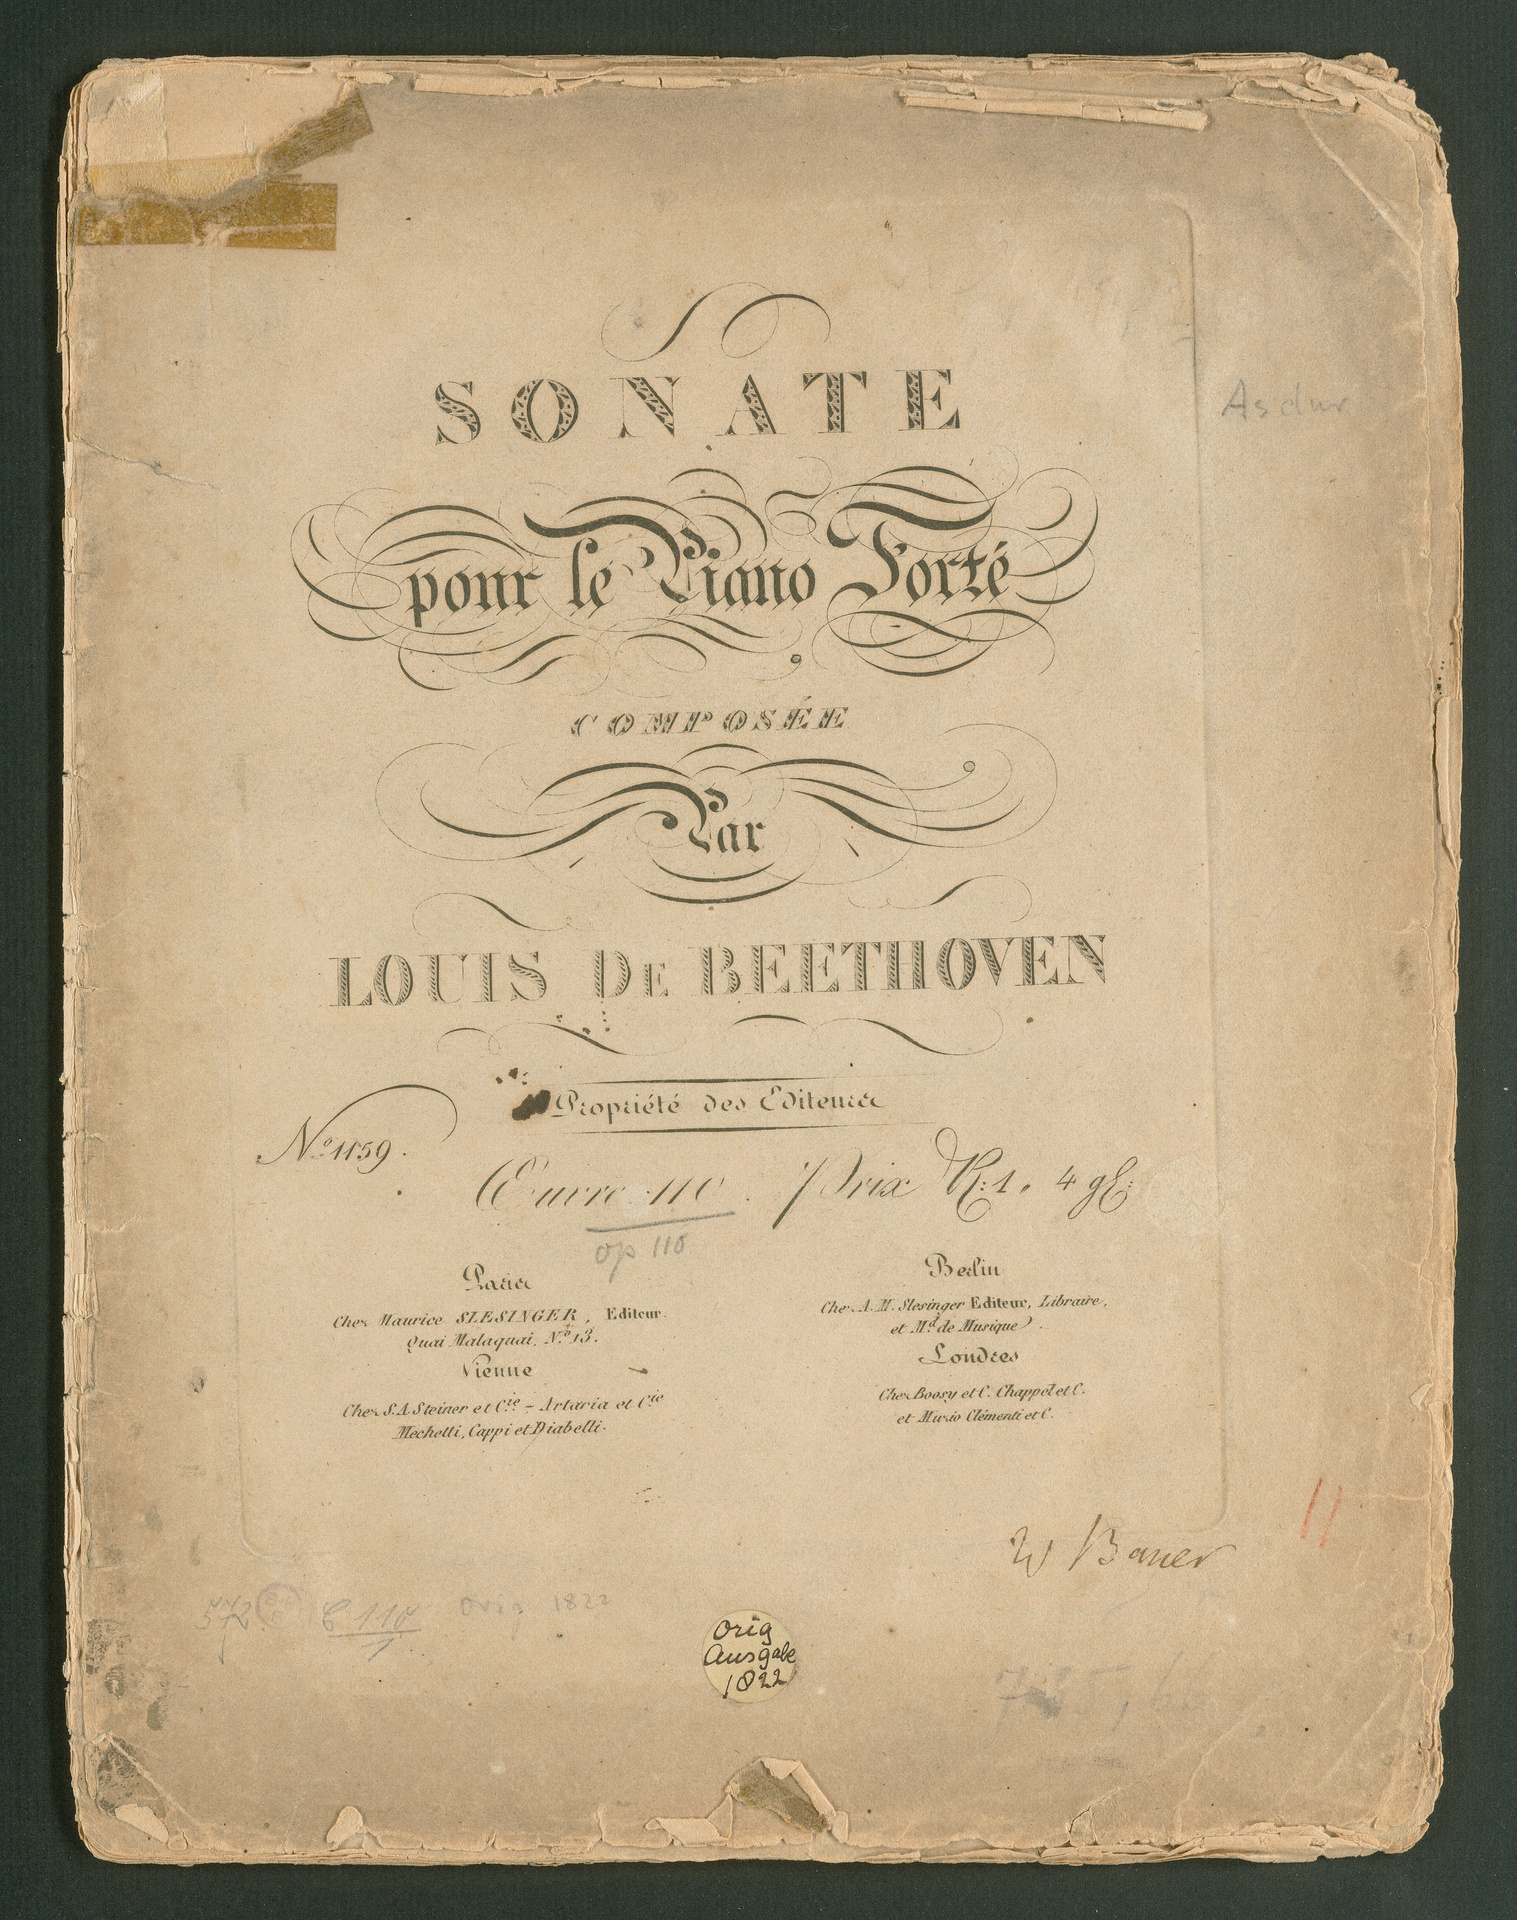 SONATE
As dur
pour le Piano Forté
COMPOSÉE
Par
LOUIS DE BEETHOVEN
Propriété des Editeurs
No. 1159.
Œuvre 110. Prix R: 1. 4 gl:
op 110
Paris
Chez Maurice SLESINGER, Editeur.
Quai Malaquai, No. 13.
Vienne
Chez S. A. Steiner et Cie. – Artaria et Cie
Mechetti, Cappi et Diabelli.
Berlin
Chez A. M. Slesinger Editeur, Libraire,
et Md. de Musique.
Londres
Chez Boosy et C. Chappel et C.
et Muzio Clémenti et C.
W Bauer
572 C 110 Orig 1822
1.
Orig
Ausgabe
1822